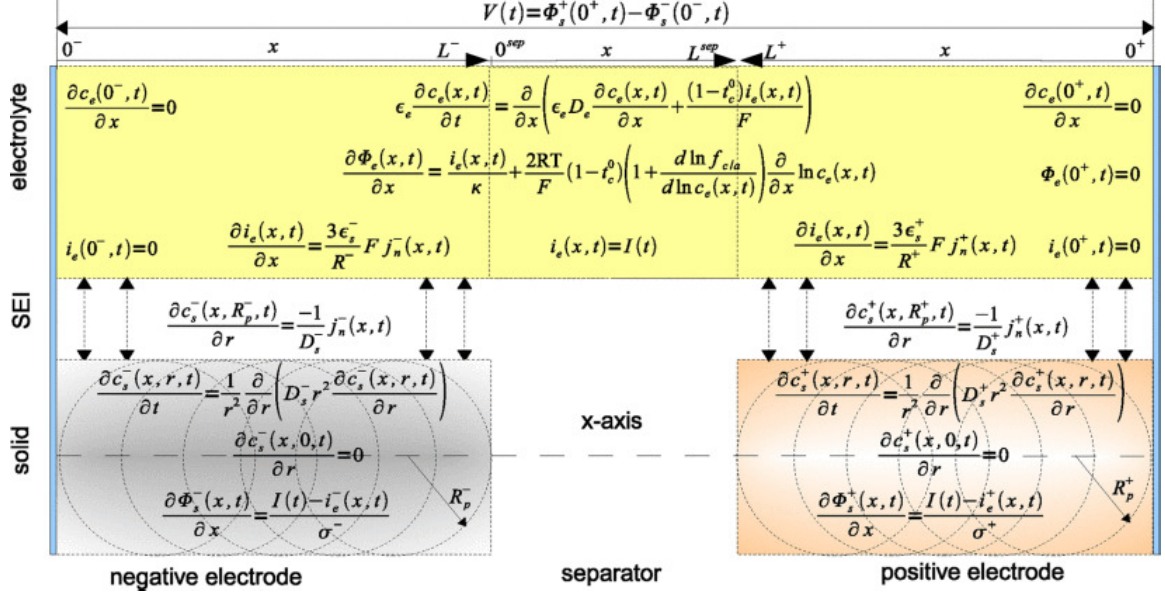 V(t)=Φ_s^+(0^+,t)−Φ_s^-(0^-,t)
0^- x L^- 0^{sep} x L^{sep} L^+ x 0^+
electrolyte
∂c_e(0^-,t)/∂x=0
ϵ_e ∂c_e(x,t)/∂t = ∂/∂x(ϵ_e D_e ∂c_e(x,t)/∂x + (1−t_c^0)i_e(x,t)/F)
∂c_e(0^+,t)/∂x=0
∂Φ_e(x,t)/∂x = i_e(x,t)/κ + 2RT/F (1−t_c^0)(1+ d ln f_{c/a}/d ln c_e(x,t)) ∂/∂x ln c_e(x,t)
Φ_e(0^+,t)=0
i_e(0^-,t)=0
∂i_e(x,t)/∂x = 3ϵ_s^-/R^- F j_n^-(x,t)
i_e(x,t)=I(t)
∂i_e(x,t)/∂x = 3ϵ_s^+/R^+ F j_n^+(x,t)
i_e(0^+,t)=0
SEI
∂c_s^-(x,R_p^-,t)/∂r = −1/D_s^- j_n^-(x,t)
∂c_s^+(x,R_p^+,t)/∂r = −1/D_s^+ j_n^+(x,t)
solid
∂c_s^-(x,r,t)/∂t = 1/r^2 ∂/∂r(D_s^- r^2 ∂c_s^-(x,r,t)/∂r)
∂c_s^-(x,0,t)/∂r=0
∂Φ_s^-(x,t)/∂x = I(t)−i_e^-(x,t)/σ^-
R_p^-
x-axis
∂c_s^+(x,r,t)/∂t = 1/r^2 ∂/∂r(D_s^+ r^2 ∂c_s^+(x,r,t)/∂r)
∂c_s^+(x,0,t)/∂r=0
∂Φ_s^+(x,t)/∂x = I(t)−i_e^+(x,t)/σ^+
R_p^+
negative electrode
separator
positive electrode